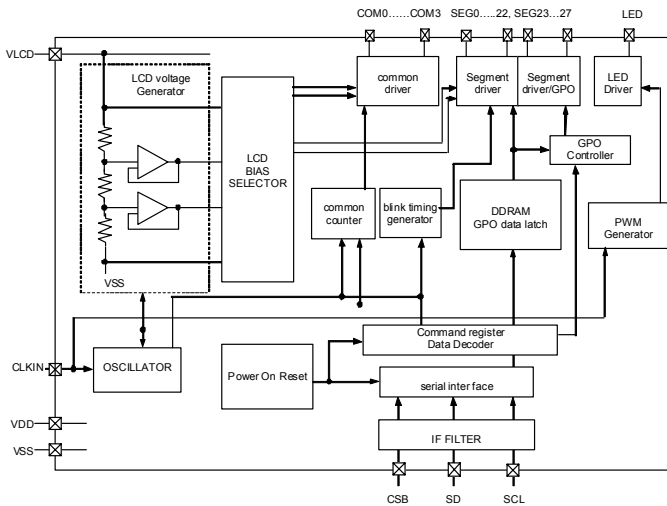 COM0……COM3 SEG0…..22, SEG23…27 LED
VLCD
LCD voltage
Generator
common
driver
Segment
driver
Segment
driver/GPO
LED
Driver
LCD
BIAS
SELECTOR
GPO
Controller
common
counter
blink timing
generator
DDRAM
GPO data latch
PWM
Generator
VSS
Command register
Data Decoder
CLKIN
OSCILLATOR
Power On Reset
serial inter face
VDD
VSS
IF FILTER
CSB SD SCL